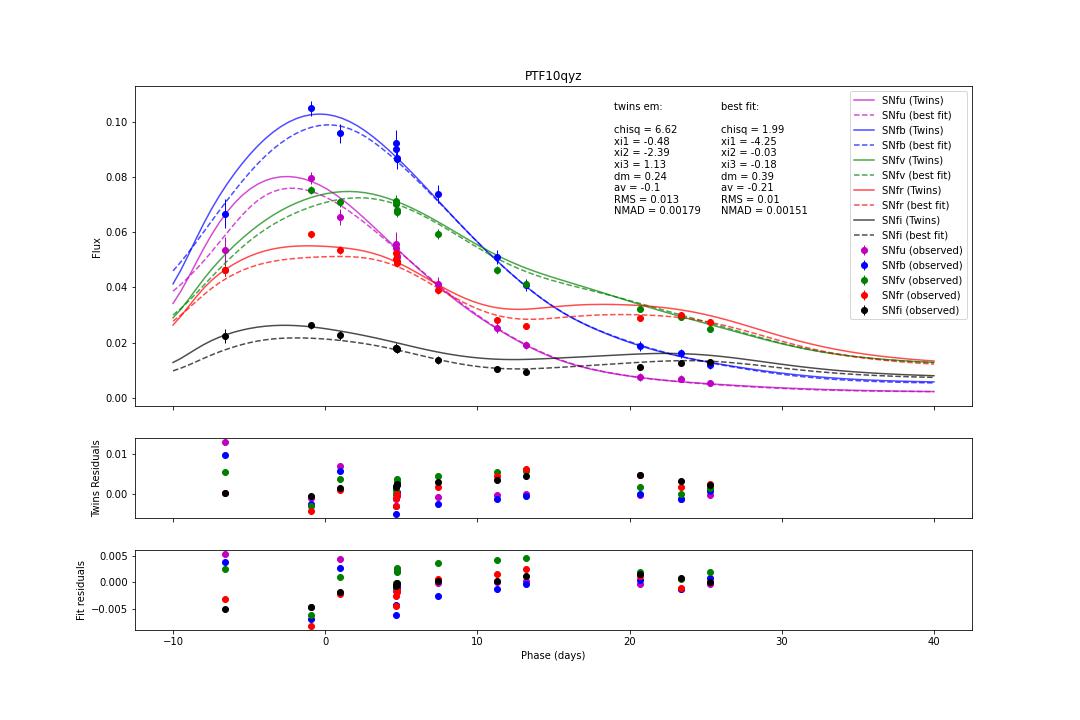 PTF10qyz
Flux
0.10
0.08
0.06
0.04
0.02
0.00
twins em:
chisq = 6.62
xi1 = -0.48
xi2 = -2.39
xi3 = 1.13
dm = 0.24
av = -0.1
RMS = 0.013
NMAD = 0.00179
best fit:
chisq = 1.99
xi1 = -4.25
xi2 = -0.03
xi3 = -0.18
dm = 0.39
av = -0.21
RMS = 0.01
NMAD = 0.00151
SNfu (Twins)
SNfu (best fit)
SNfb (Twins)
SNfb (best fit)
SNfv (Twins)
SNfv (best fit)
SNfr (Twins)
SNfr (best fit)
SNfi (Twins)
SNfi (best fit)
SNfu (observed)
SNfb (observed)
SNfv (observed)
SNfr (observed)
SNfi (observed)
Twins Residuals
0.01
0.00
Fit residuals
0.005
0.000
−0.005
−10 0 10 20 30 40
Phase (days)